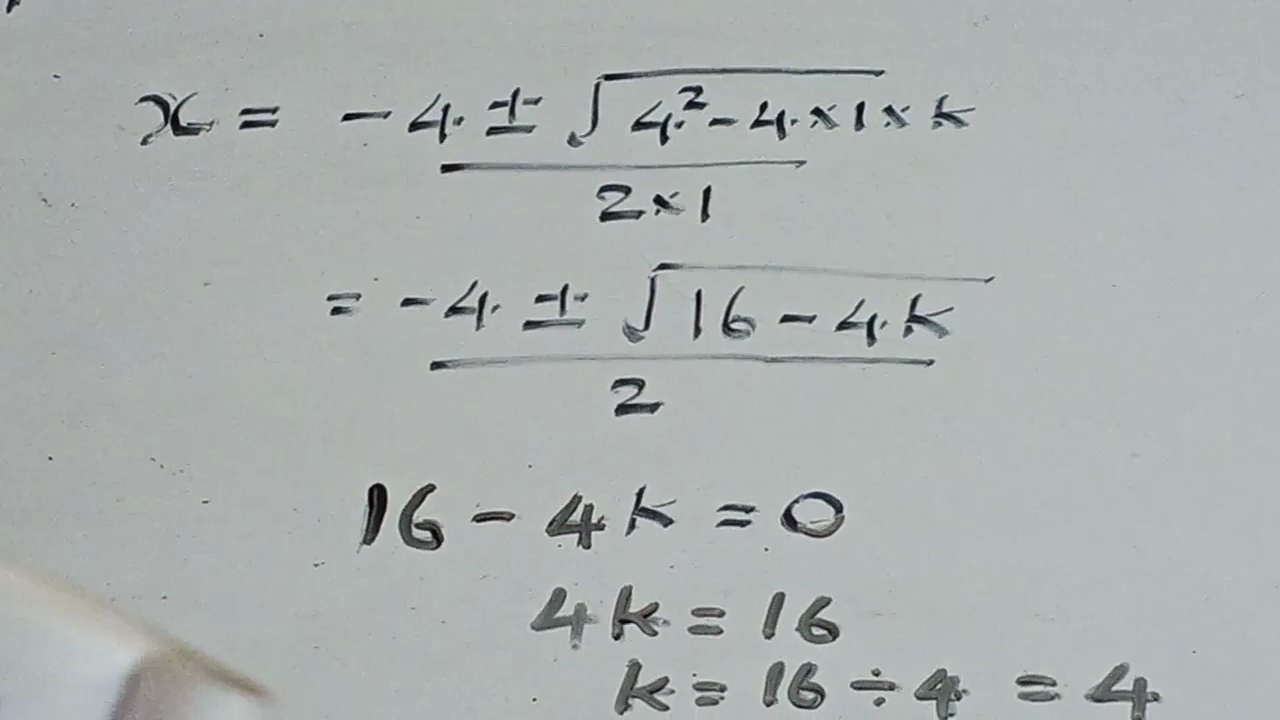 x = -4 ± √4² - 4 × 1 × k
2 × 1
= -4 ± √16 - 4k
2
16 - 4k = 0
4k = 16
k = 16 ÷ 4 = 4